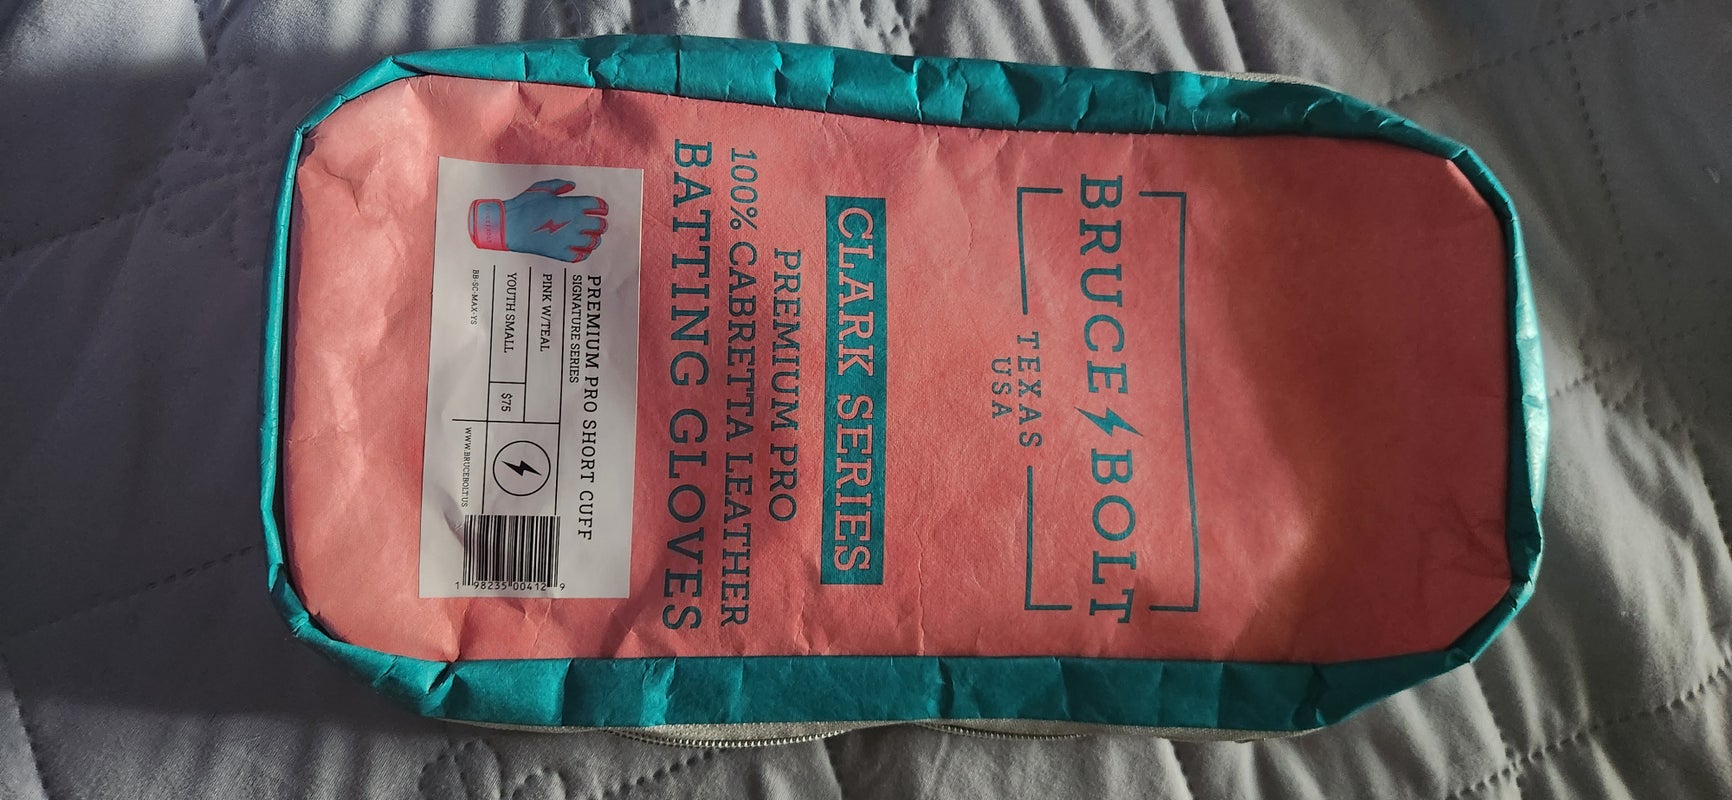 BRUCE BOLT
TEXAS
USA
CLARK SERIES
PREMIUM PRO
100% CABRETTA LEATHER
BATTING GLOVES
PREMIUM PRO SHORT CUFF
SIGNATURE SERIES
PINK W/TEAL
YOUTH SMALL
$75
BB-SC-MAX-YS
WWW.BRUCEBOLT.US
1 98235 00412 9